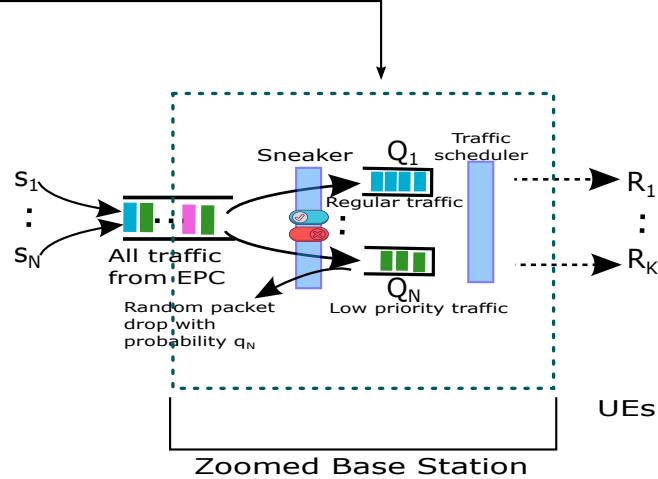 Traffic
scheduler
Sneaker
Q1
S1
R1
Regular traffic
SN
All traffic
from EPC
QN
RK
Random packet
drop with
probability qN
Low priority traffic
UEs
Zoomed Base Station